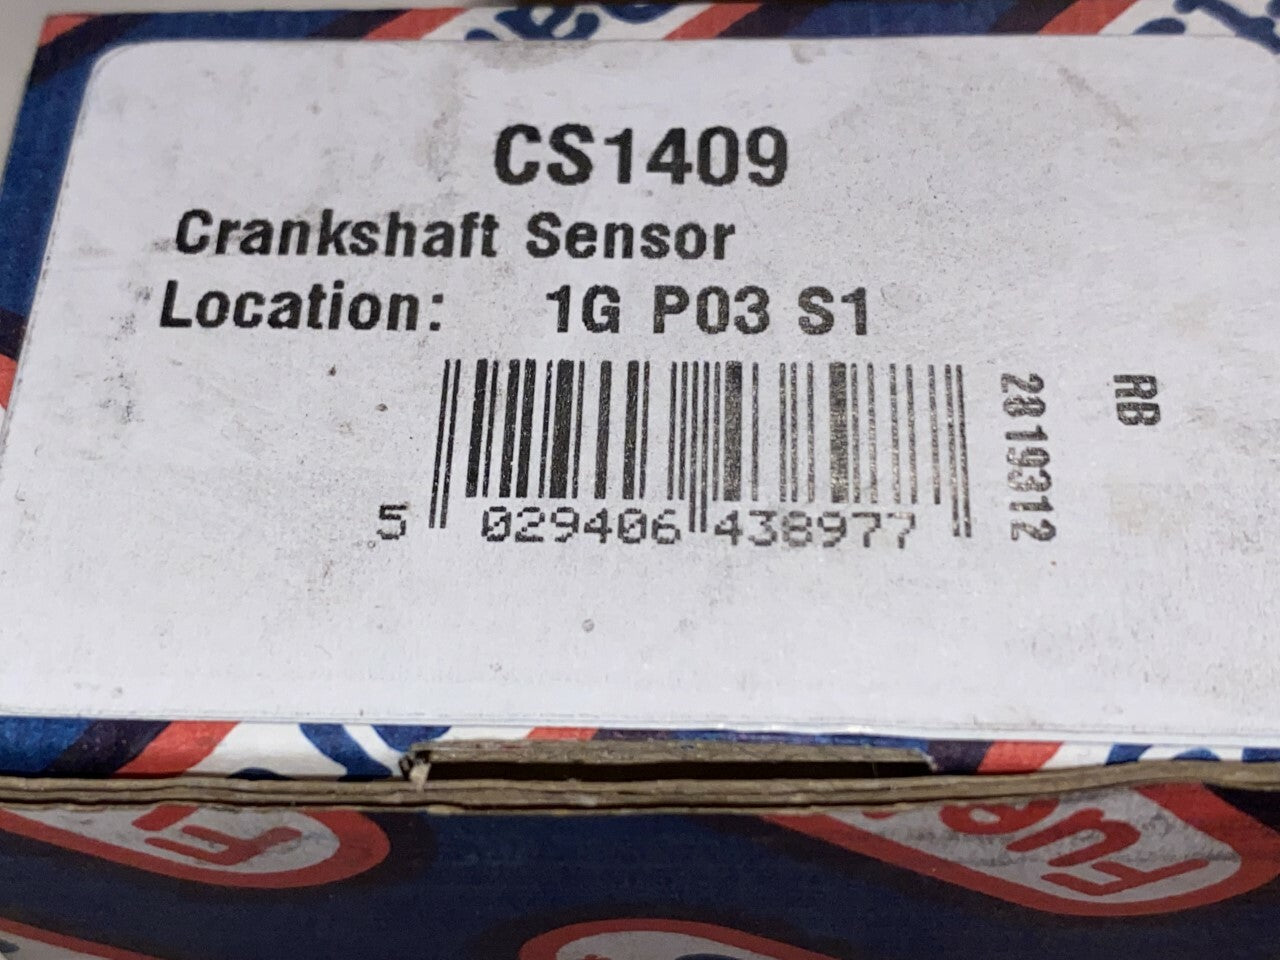 CS1409
Crankshaft Sensor
Location: 1G P03 S1
5 029406 438977
2819312
RB